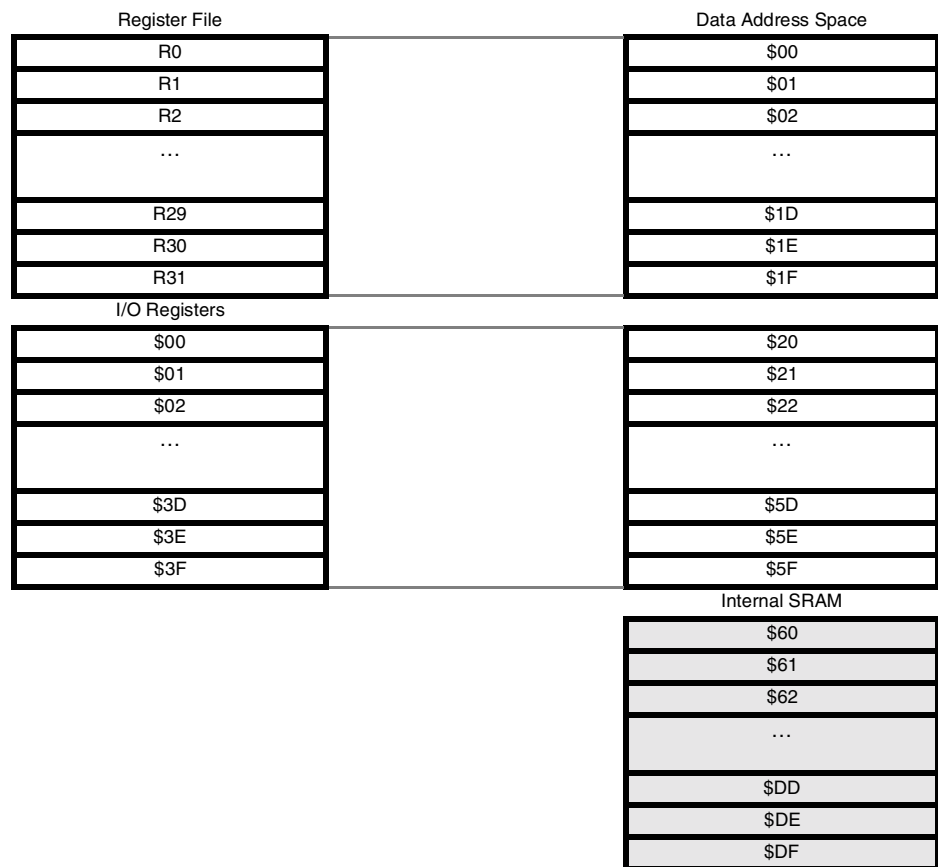 Register File Data Address Space
R0 $00
R1 $01
R2 $02
... ...
R29 $1D
R30 $1E
R31 $1F
I/O Registers
$00 $20
$01 $21
$02 $22
... ...
$3D $5D
$3E $5E
$3F $5F
Internal SRAM
$60
$61
$62
...
$DD
$DE
$DF